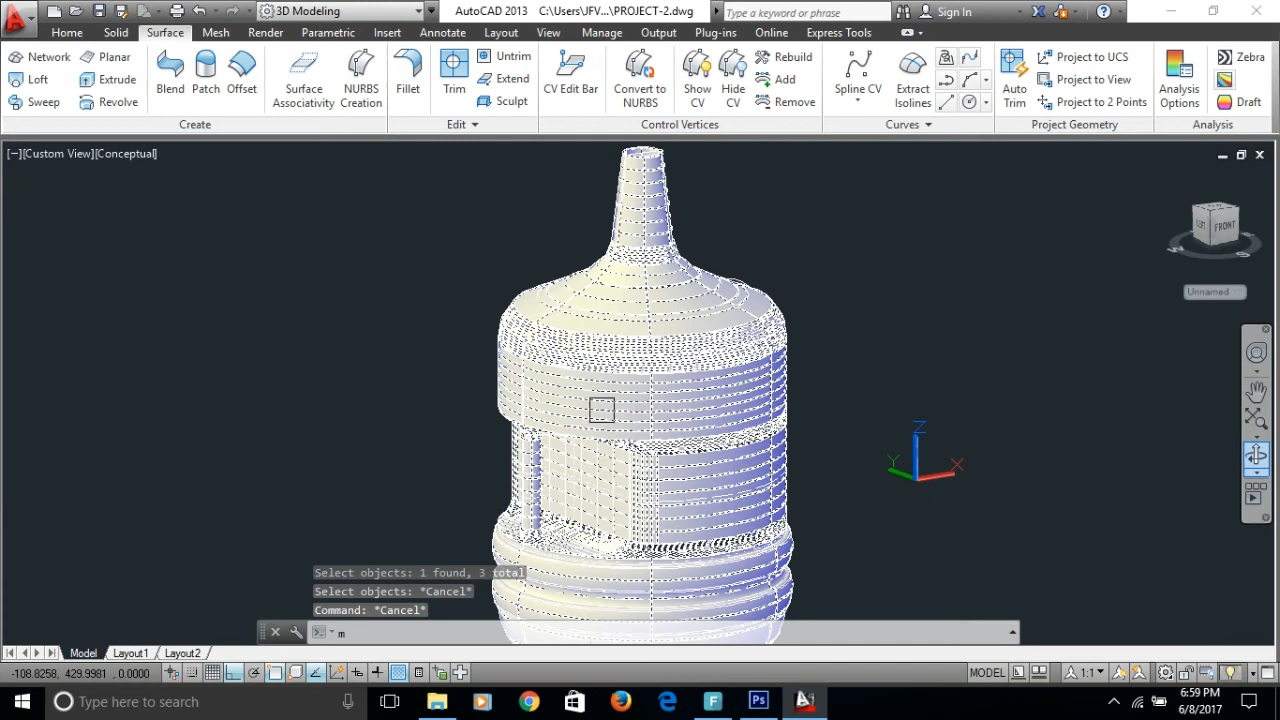 3D Modeling
AutoCAD 2013 C:\Users\JFV...\PROJECT-2.dwg
Type a keyword or phrase
Sign In
Home Solid Surface Mesh Render Parametric Insert Annotate Layout View Manage Output Plug-ins Online Express Tools
Network Planar
Loft Extrude
Sweep Revolve
Blend Patch Offset
Surface Associativity
NURBS Creation
Fillet
Trim
Untrim
Extend
Sculpt
CV Edit Bar
Convert to NURBS
Show CV
Hide CV
Rebuild
Add
Remove
Spline CV
Extract Isolines
Auto Trim
Project to UCS
Project to View
Project to 2 Points
Analysis Options
Zebra
Draft
Create Edit Control Vertices Curves Project Geometry Analysis
[−][Custom View][Conceptual]
LEFT FRONT
Unnamed
Z
Y X
Select objects: 1 found, 3 total
Select objects: *Cancel*
Command: *Cancel*
m
Model Layout1 Layout2
-108.8258, 429.9981, 0.0000
MODEL 1:1
Type here to search
F
Ps
6:59 PM
6/8/2017